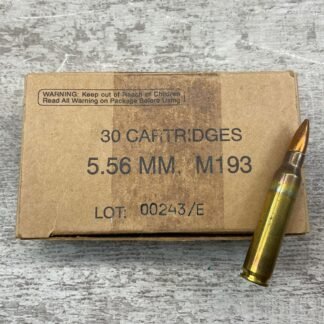 WARNING: Keep out of Reach of Children
Read All Warning on Package Before Using !
30 CARTRIDGES
5.56 MM, M193
LOT: 00243/E